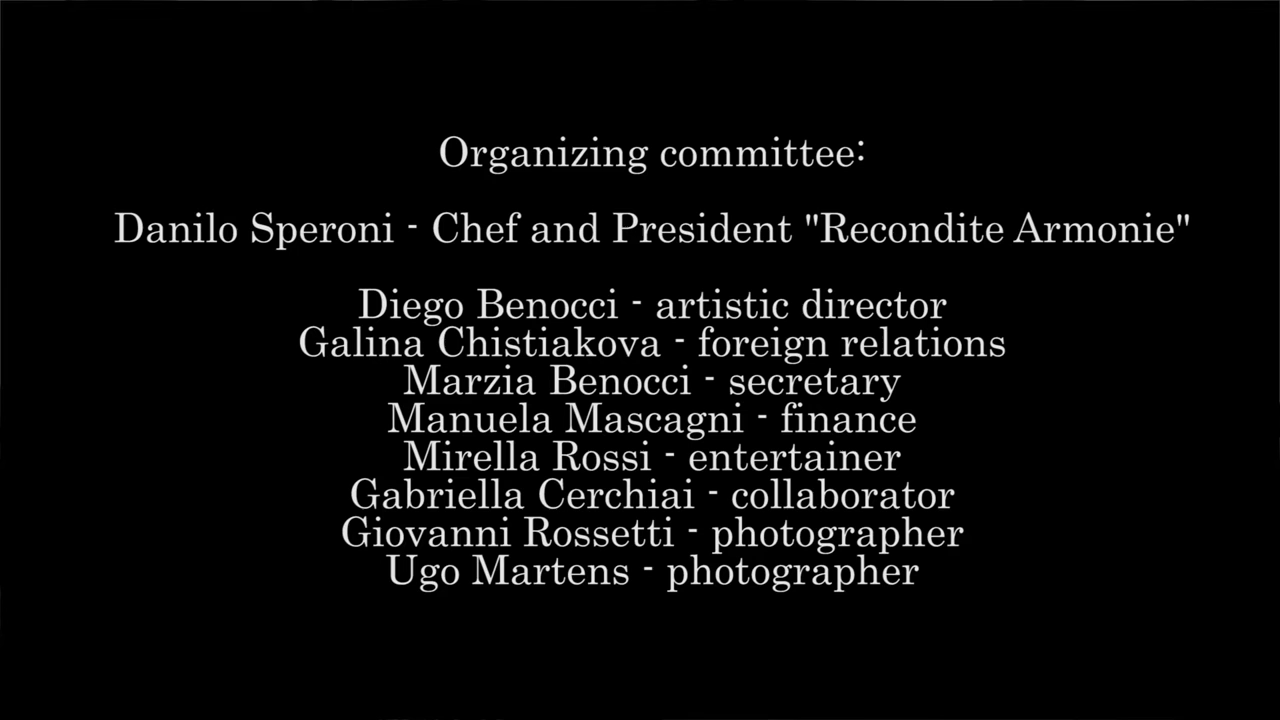 Organizing committee:
Danilo Speroni - Chef and President "Recondite Armonie"
Diego Benocci - artistic director
Galina Chistiakova - foreign relations
Marzia Benocci - secretary
Manuela Mascagni - finance
Mirella Rossi - entertainer
Gabriella Cerchiai - collaborator
Giovanni Rossetti - photographer
Ugo Martens - photographer